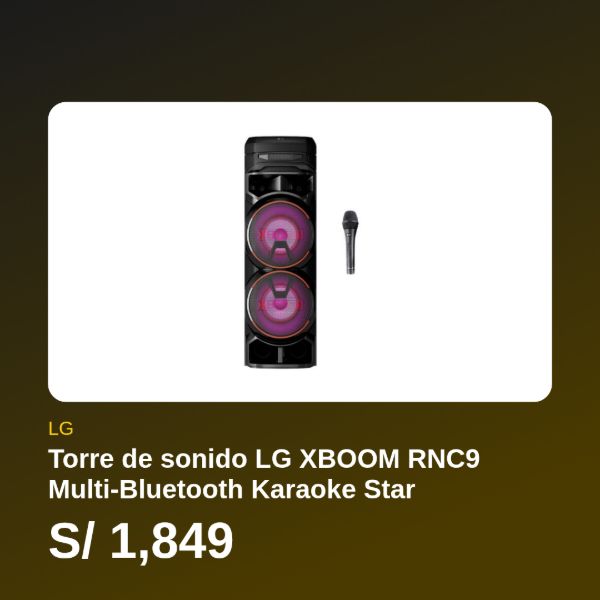 LG
Torre de sonido LG XBOOM RNC9
Multi-Bluetooth Karaoke Star
S/ 1,849